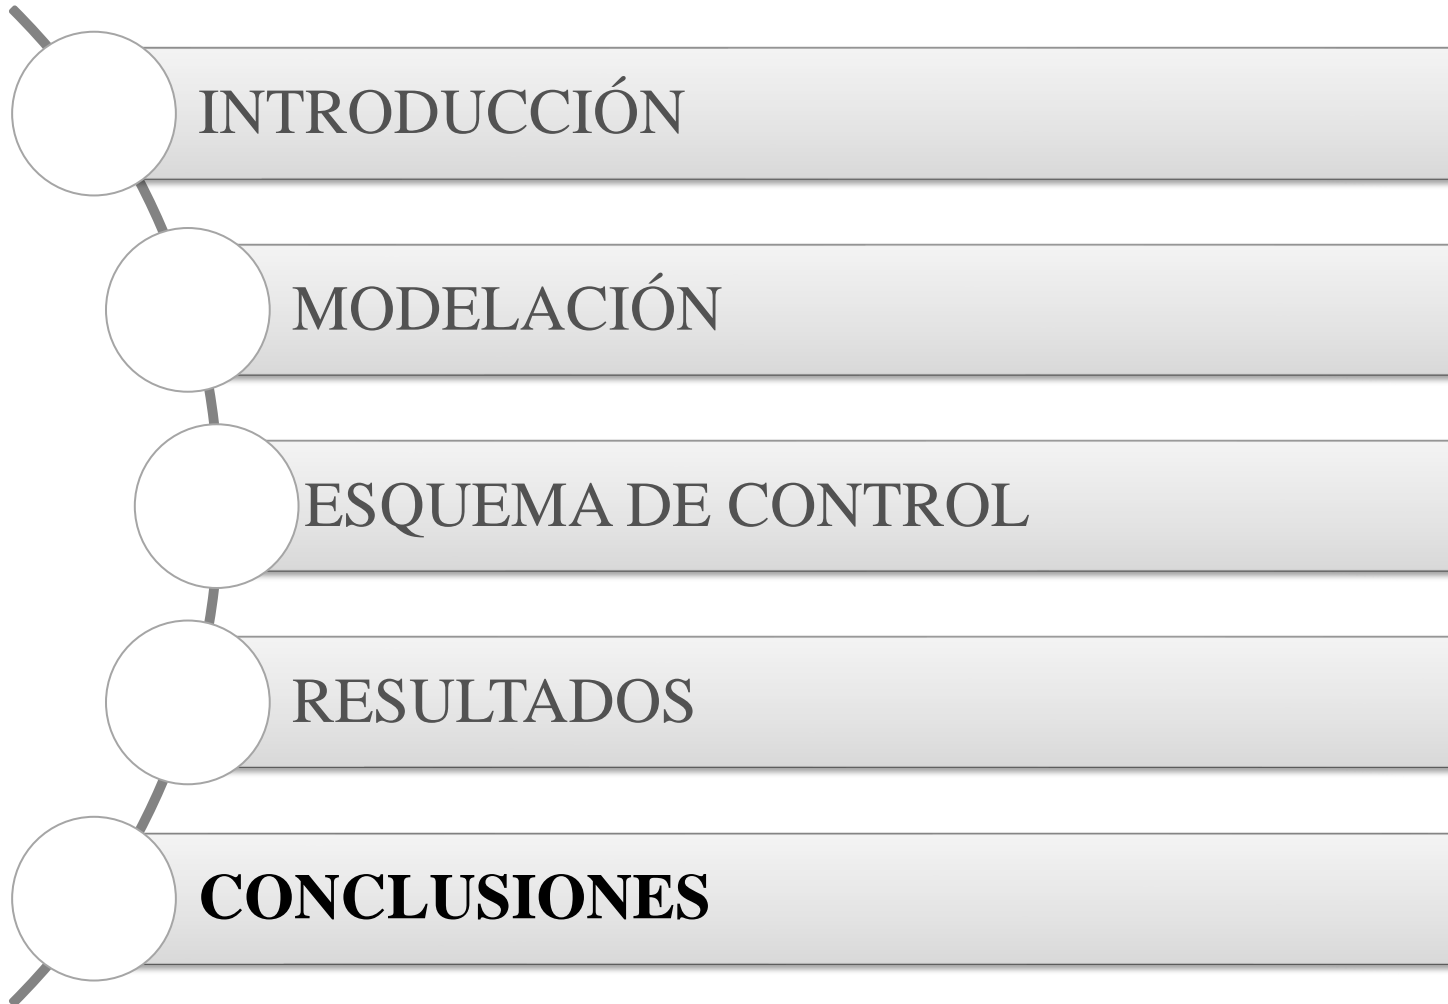 INTRODUCCIÓN
MODELACIÓN
ESQUEMA DE CONTROL
RESULTADOS
CONCLUSIONES